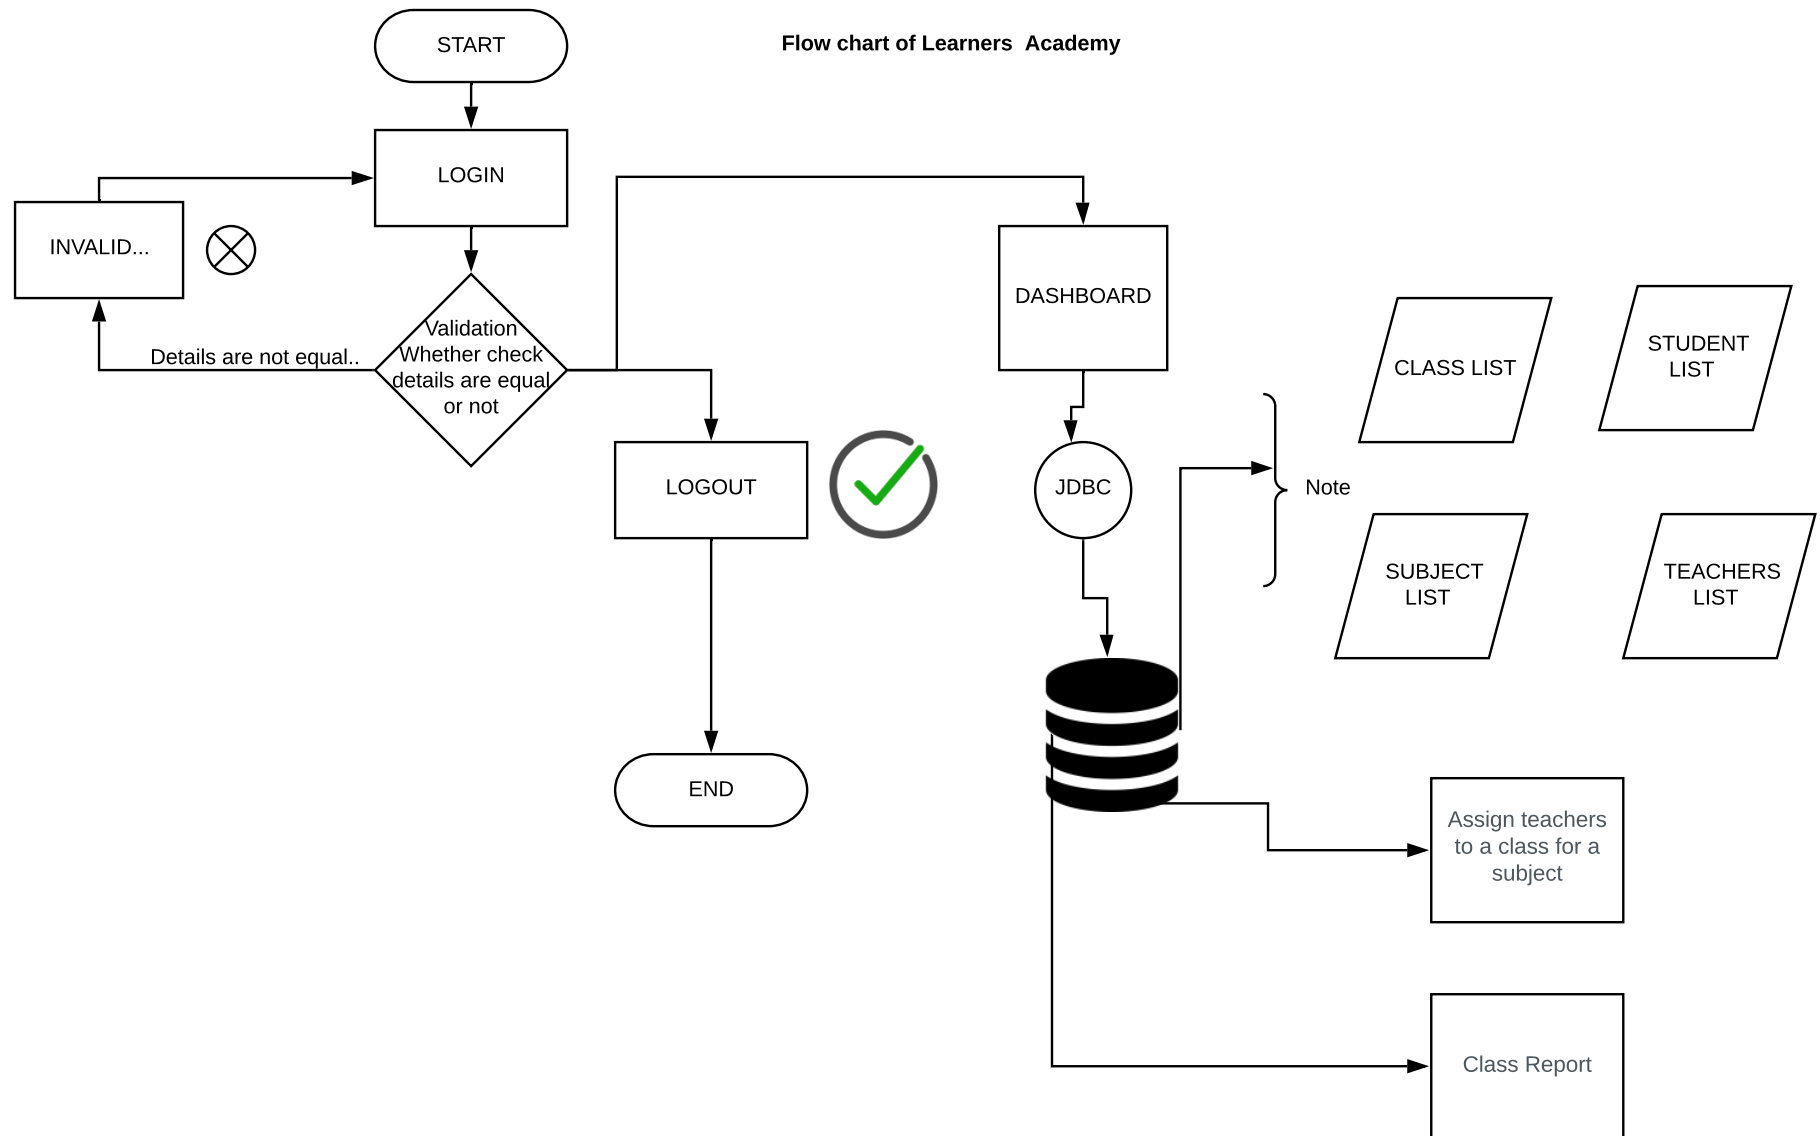 START
Flow chart of Learners  Academy
LOGIN
INVALID...
DASHBOARD
Validation
Whether check
details are equal
or not
Details are not equal..
CLASS LIST
STUDENT
LIST
LOGOUT
JDBC
Note
SUBJECT
LIST
TEACHERS
LIST
END
Assign teachers
to a class for a
subject
Class Report